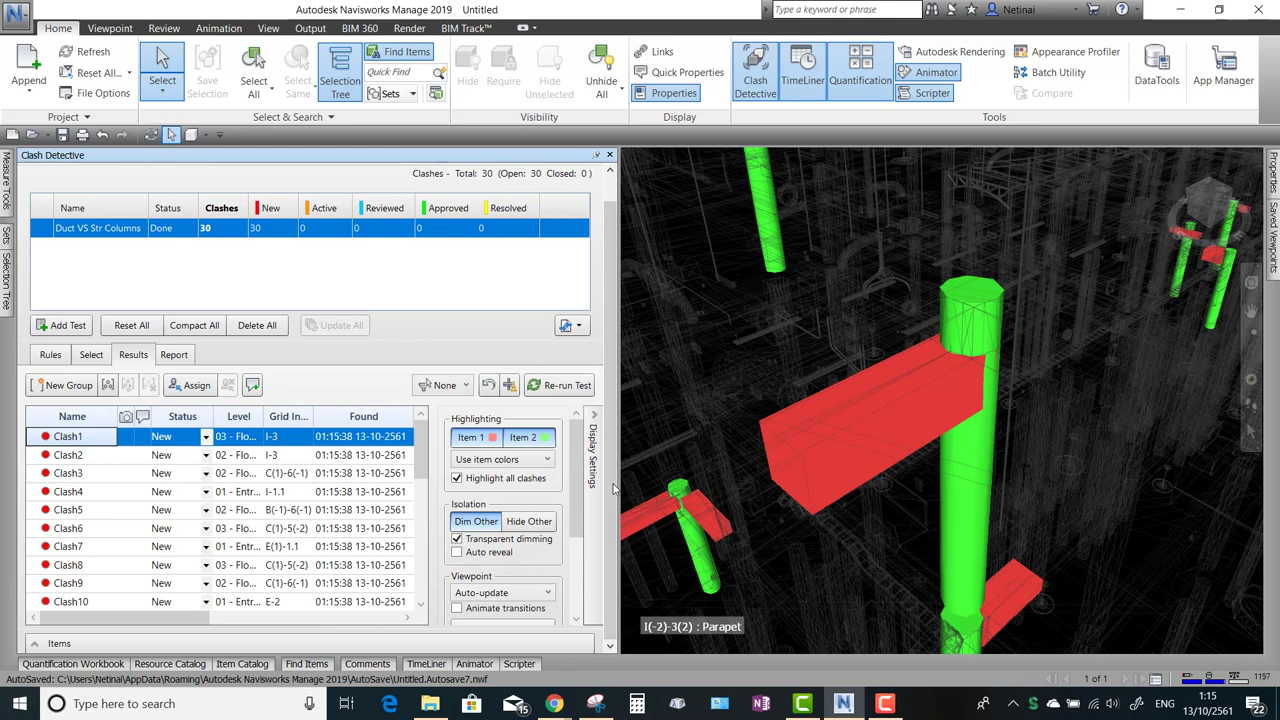 Autodesk Navisworks Manage 2019 Untitled
Type a keyword or phrase
Netinai
Home Viewpoint Review Animation View Output BIM 360 Render BIM Track™
Append
Refresh
Reset All...
File Options
Project
Select
Save Selection
Select All
Select Same
Selection Tree
Find Items
Quick Find
Sets
Select & Search
Hide
Require
Hide Unselected
Unhide All
Visibility
Links
Quick Properties
Properties
Display
Clash Detective
TimeLiner
Quantification
Autodesk Rendering
Animator
Scripter
Appearance Profiler
Batch Utility
Compare
Tools
DataTools
App Manager
Measure Tools
Sets
Selection Tree
Clash Detective
Clashes - Total: 30 (Open: 30 Closed: 0 )
Name Status Clashes New Active Reviewed Approved Resolved
Duct VS Str Columns Done 30 30 0 0 0 0
Add Test Reset All Compact All Delete All Update All
Rules Select Results Report
New Group Assign None Re-run Test
Name Status Level Grid In... Found
Clash1 New 03 - Flo... I-3 01:15:38 13-10-2561
Clash2 New 02 - Flo... I-3 01:15:38 13-10-2561
Clash3 New 02 - Flo... C(1)-6(-1) 01:15:38 13-10-2561
Clash4 New 01 - Entr... I-1.1 01:15:38 13-10-2561
Clash5 New 02 - Flo... B(-1)-6(-1) 01:15:38 13-10-2561
Clash6 New 03 - Flo... C(1)-5(-2) 01:15:38 13-10-2561
Clash7 New 01 - Entr... E(1)-1.1 01:15:38 13-10-2561
Clash8 New 03 - Flo... C(1)-5(-2) 01:15:38 13-10-2561
Clash9 New 02 - Flo... C(1)-6(-1) 01:15:38 13-10-2561
Clash10 New 01 - Entr... E-2 01:15:38 13-10-2561
Highlighting
Item 1 Item 2
Use item colors
Highlight all clashes
Isolation
Dim Other Hide Other
Transparent dimming
Auto reveal
Viewpoint
Auto-update
Animate transitions
Display Settings
Items
I(-2)-3(2) : Parapet
Properties
Saved Viewpoints
Quantification Workbook Resource Catalog Item Catalog Find Items Comments TimeLiner Animator Scripter
AutoSaved: C:\Users\Netinai\AppData\Roaming\Autodesk Navisworks Manage 2019\AutoSave\Untitled.Autosave7.nwf
1 of 1
1197
Type here to search
15
1:15
13/10/2561
22